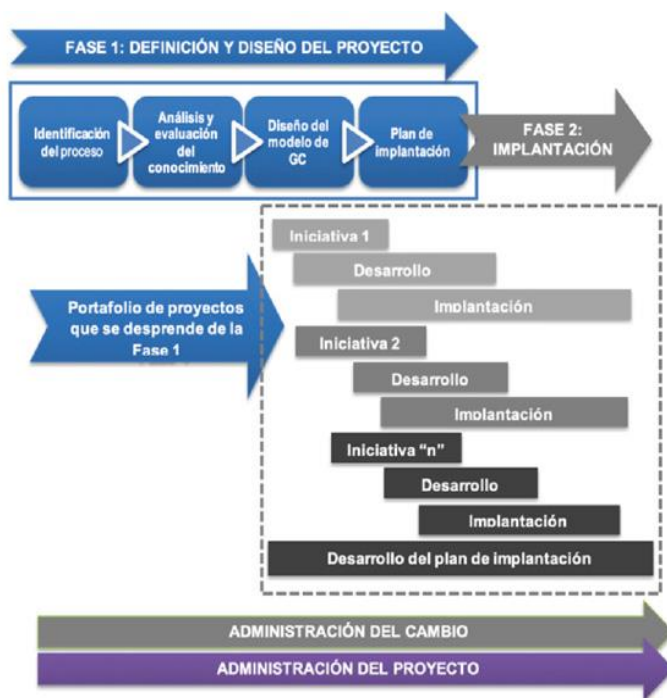 FASE 1: DEFINICIÓN Y DISEÑO DEL PROYECTO
Identificación
del proceso
Análisis y
evaluación del
conocimiento
Diseño del
modelo de
GC
Plan de
implantación
FASE 2:
IMPLANTACIÓN
Portafolio de proyectos
que se desprende de la
Fase 1
Iniciativa 1
Desarrollo
Implantación
Iniciativa 2
Desarrollo
Implantación
Iniciativa “n”
Desarrollo
Implantación
Desarrollo del plan de implantación
ADMINISTRACIÓN DEL CAMBIO
ADMINISTRACIÓN DEL PROYECTO